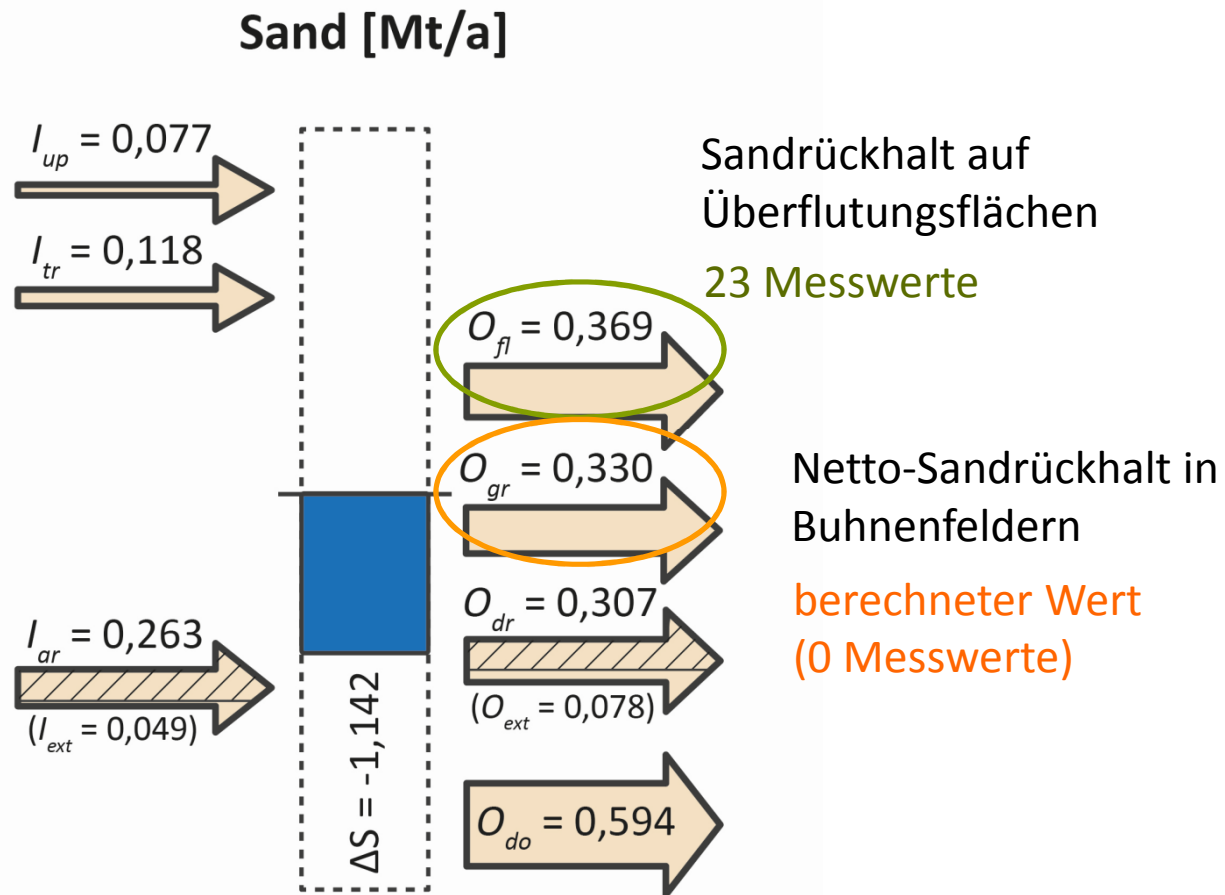 Sand [Mt/a]
I_up = 0,077
I_tr = 0,118
I_ar = 0,263
(I_ext = 0,049)
ΔS = -1,142
O_fl = 0,369
O_gr = 0,330
O_dr = 0,307
(O_ext = 0,078)
O_do = 0,594
Sandrückhalt auf
Überflutungsflächen
23 Messwerte
Netto-Sandrückhalt in
Buhnenfeldern
berechneter Wert
(0 Messwerte)